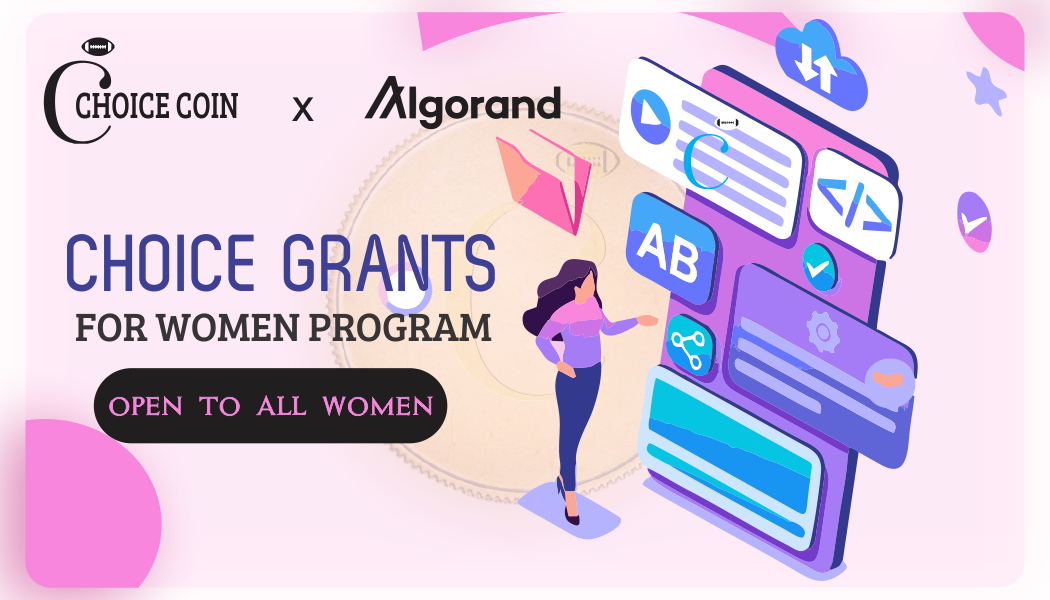 CHOICE COIN x Algorand
CHOICE GRANTS
FOR WOMEN PROGRAM
OPEN TO ALL WOMEN
C
</>
AB